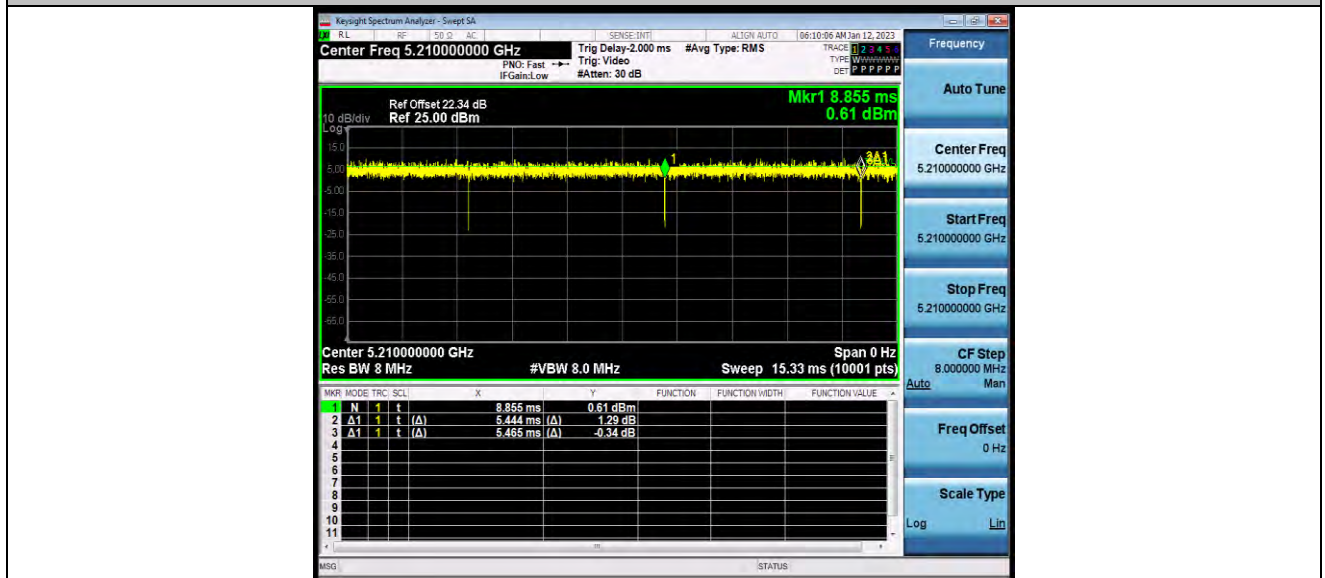 Keysight Spectrum Analyzer - Swept SA
RL RF 50 Ω AC SENSE:INT ALIGN AUTO 06:10:06 AM Jan 12, 2023
Center Freq 5.210000000 GHz
PNO: Fast
IFGain:Low
Trig Delay-2.000 ms
Trig: Video
#Atten: 30 dB
#Avg Type: RMS
TRACE 1 2 3 4 5 6
TYPE WWWWWW
DET P P P P P P
Mkr1 8.855 ms
0.61 dBm
Ref Offset 22.34 dB
10 dB/div Ref 25.00 dBm
Log
15.0
5.00
-5.00
-15.0
-25.0
-35.0
-45.0
-55.0
-65.0
1
3Δ1
Center 5.210000000 GHz Span 0 Hz
Res BW 8 MHz #VBW 8.0 MHz Sweep 15.33 ms (10001 pts)
MKR MODE TRC SCL X Y FUNCTION FUNCTION WIDTH FUNCTION VALUE
1 N 1 t 8.855 ms 0.61 dBm
2 Δ1 1 t (Δ) 5.444 ms (Δ) 1.29 dB
3 Δ1 1 t (Δ) 5.465 ms (Δ) -0.34 dB
4
5
6
7
8
9
10
11
MSG STATUS
Frequency
Auto Tune
Center Freq
5.210000000 GHz
Start Freq
5.210000000 GHz
Stop Freq
5.210000000 GHz
CF Step
8.000000 MHz
Auto Man
Freq Offset
0 Hz
Scale Type
Log Lin